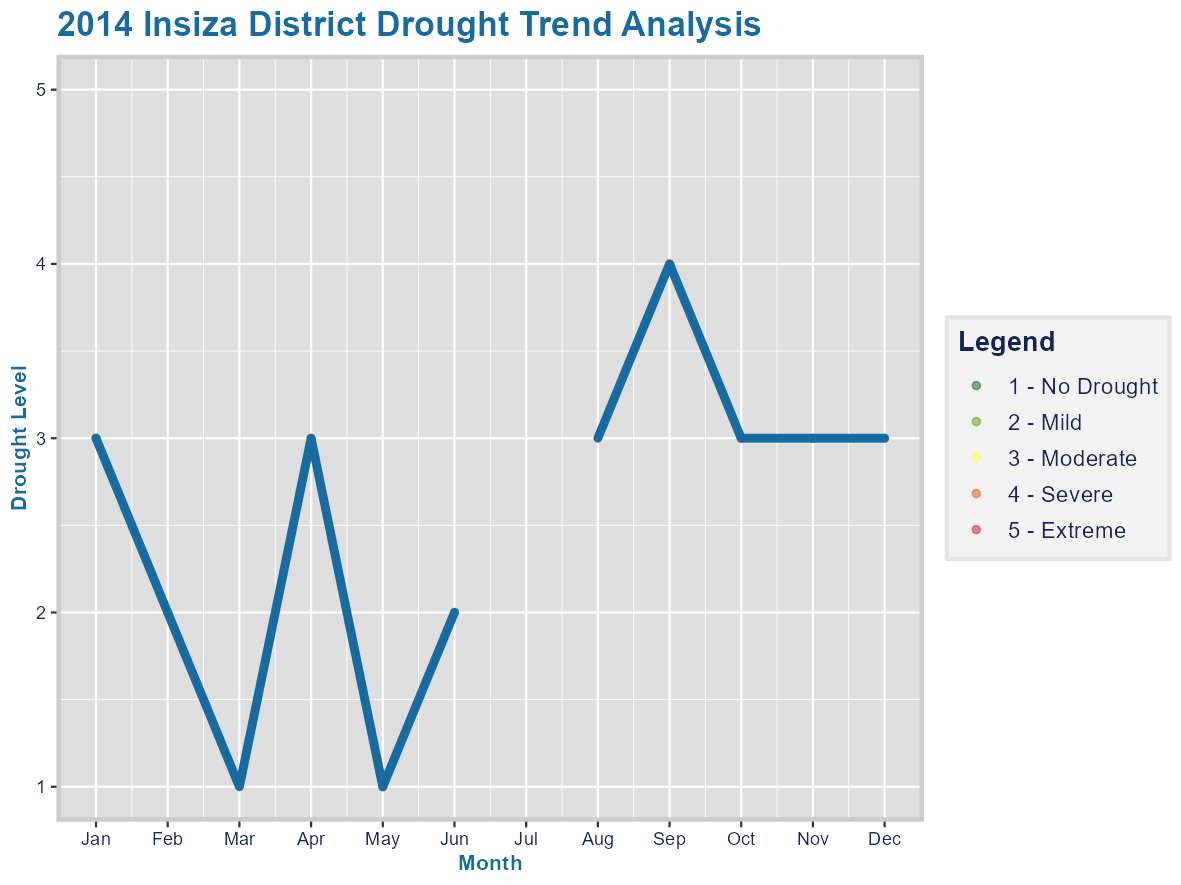 2014 Insiza District Drought Trend Analysis
5
4
3
2
1
Drought Level
Jan Feb Mar Apr May Jun Jul Aug Sep Oct Nov Dec
Month
Legend
1 - No Drought
2 - Mild
3 - Moderate
4 - Severe
5 - Extreme